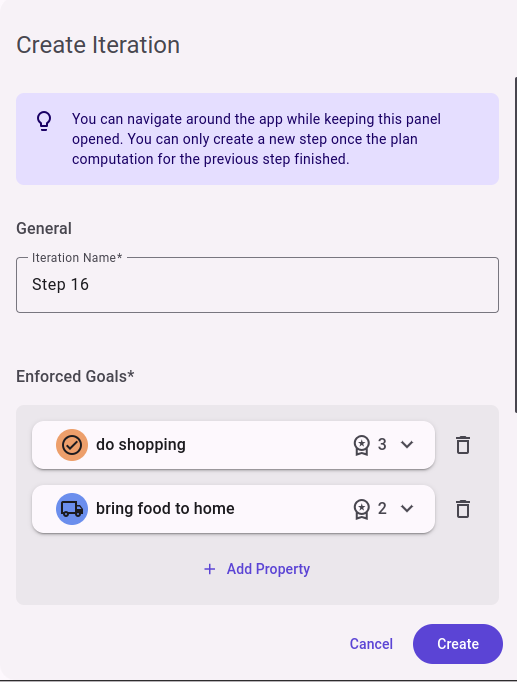 Create Iteration
You can navigate around the app while keeping this panel
opened. You can only create a new step once the plan
computation for the previous step finished.
General
Iteration Name*
Step 16
Enforced Goals*
do shopping 3
bring food to home 2
+ Add Property
Cancel Create